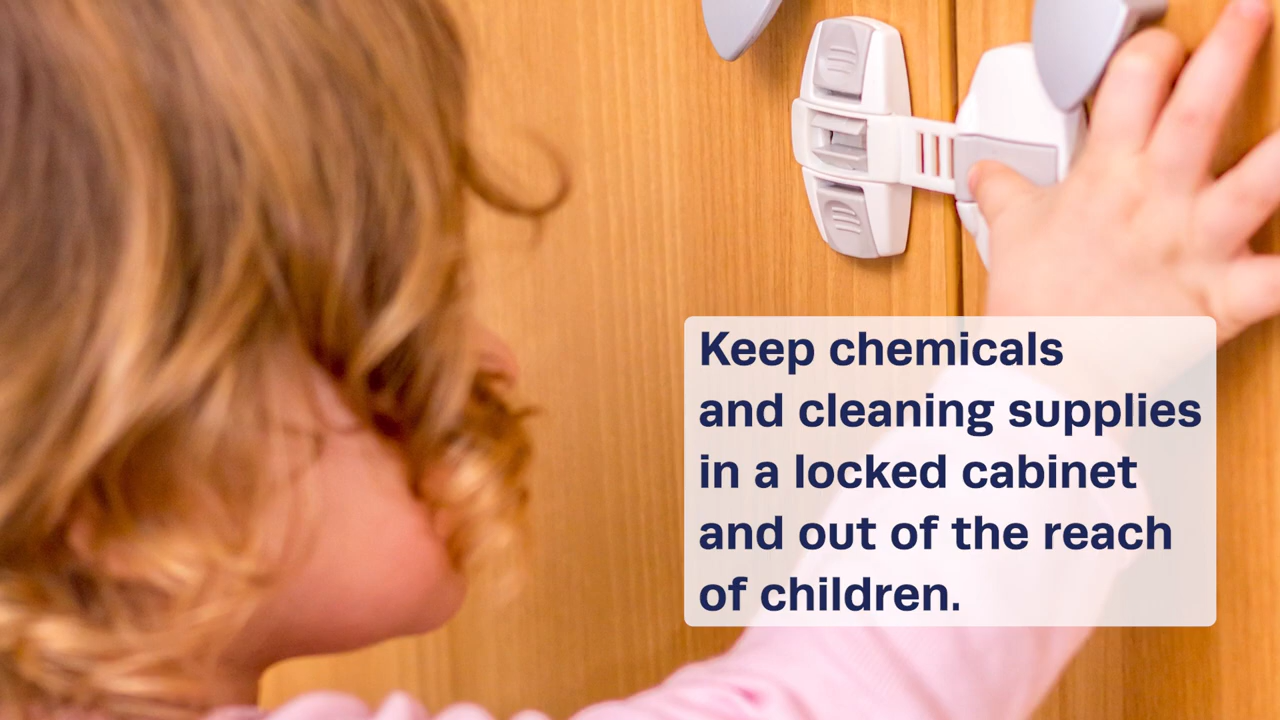 Keep chemicals
and cleaning supplies
in a locked cabinet
and out of the reach
of children.